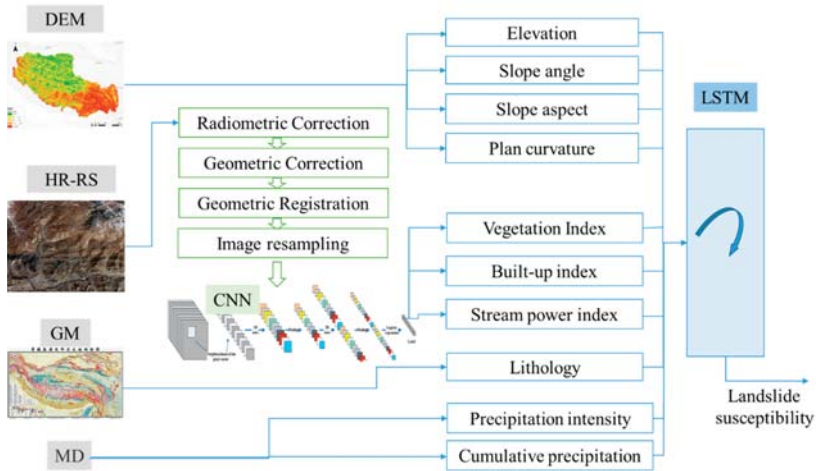 DEM
Elevation
Slope angle
LSTM
Slope aspect
Radiometric Correction
Plan curvature
Geometric Correction
HR-RS
Geometric Registration
Image resampling
Vegetation Index
Built-up index
CNN
Stream power index
GM
Lithology
Landslide
susceptibility
Precipitation intensity
MD
Cumulative precipitation